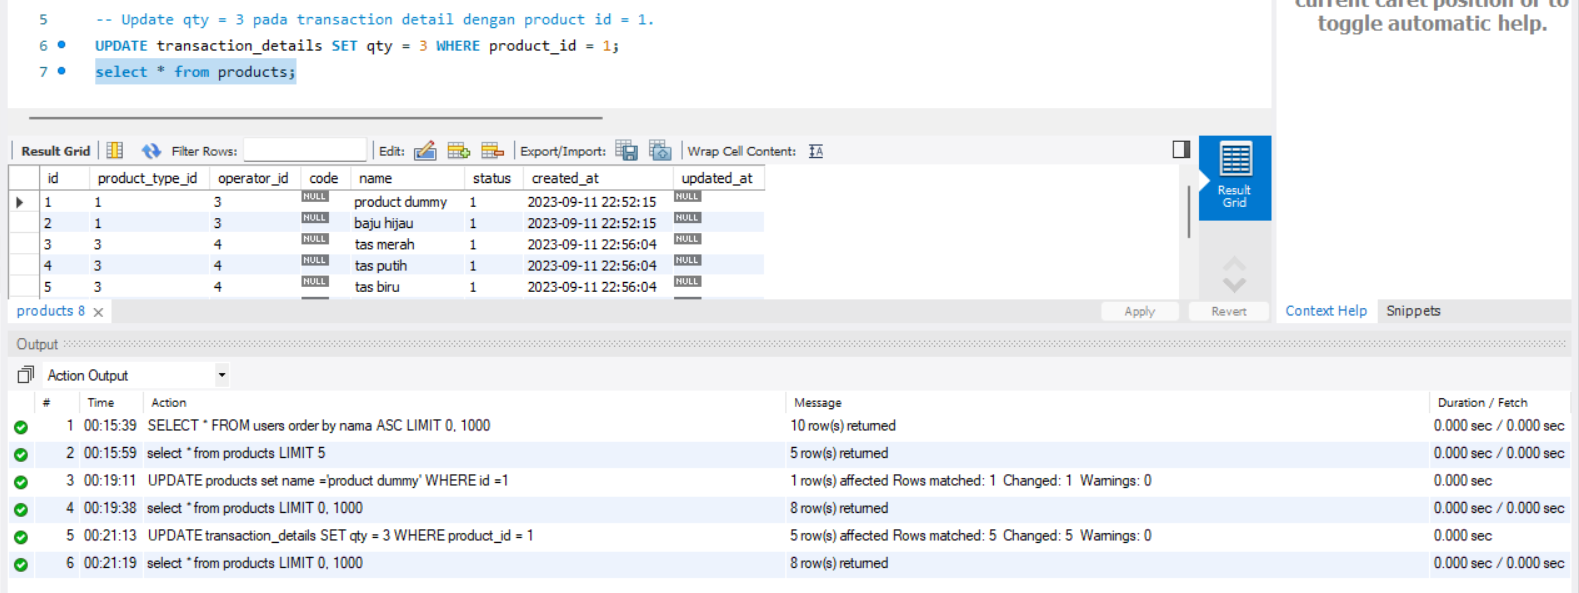 current caret position or to
toggle automatic help.
5 -- Update qty = 3 pada transaction detail dengan product id = 1.
6 UPDATE transaction_details SET qty = 3 WHERE product_id = 1;
7 select * from products;
Result Grid Filter Rows: Edit: Export/Import: Wrap Cell Content: IA
Result
Grid
id product_type_id operator_id code name status created_at updated_at
1 1 3 NULL product dummy 1 2023-09-11 22:52:15 NULL
2 1 3 NULL baju hijau 1 2023-09-11 22:52:15 NULL
3 3 4 NULL tas merah 1 2023-09-11 22:56:04 NULL
4 3 4 NULL tas putih 1 2023-09-11 22:56:04 NULL
5 3 4 NULL tas biru 1 2023-09-11 22:56:04 NULL
products 8 Apply Revert Context Help Snippets
Output
Action Output
# Time Action Message Duration / Fetch
1 00:15:39 SELECT * FROM users order by nama ASC LIMIT 0, 1000 10 row(s) returned 0.000 sec / 0.000 sec
2 00:15:59 select * from products LIMIT 5 5 row(s) returned 0.000 sec / 0.000 sec
3 00:19:11 UPDATE products set name ='product dummy' WHERE id =1 1 row(s) affected Rows matched: 1 Changed: 1 Warnings: 0 0.000 sec
4 00:19:38 select * from products LIMIT 0, 1000 8 row(s) returned 0.000 sec / 0.000 sec
5 00:21:13 UPDATE transaction_details SET qty = 3 WHERE product_id = 1 5 row(s) affected Rows matched: 5 Changed: 5 Warnings: 0 0.000 sec
6 00:21:19 select * from products LIMIT 0, 1000 8 row(s) returned 0.000 sec / 0.000 sec